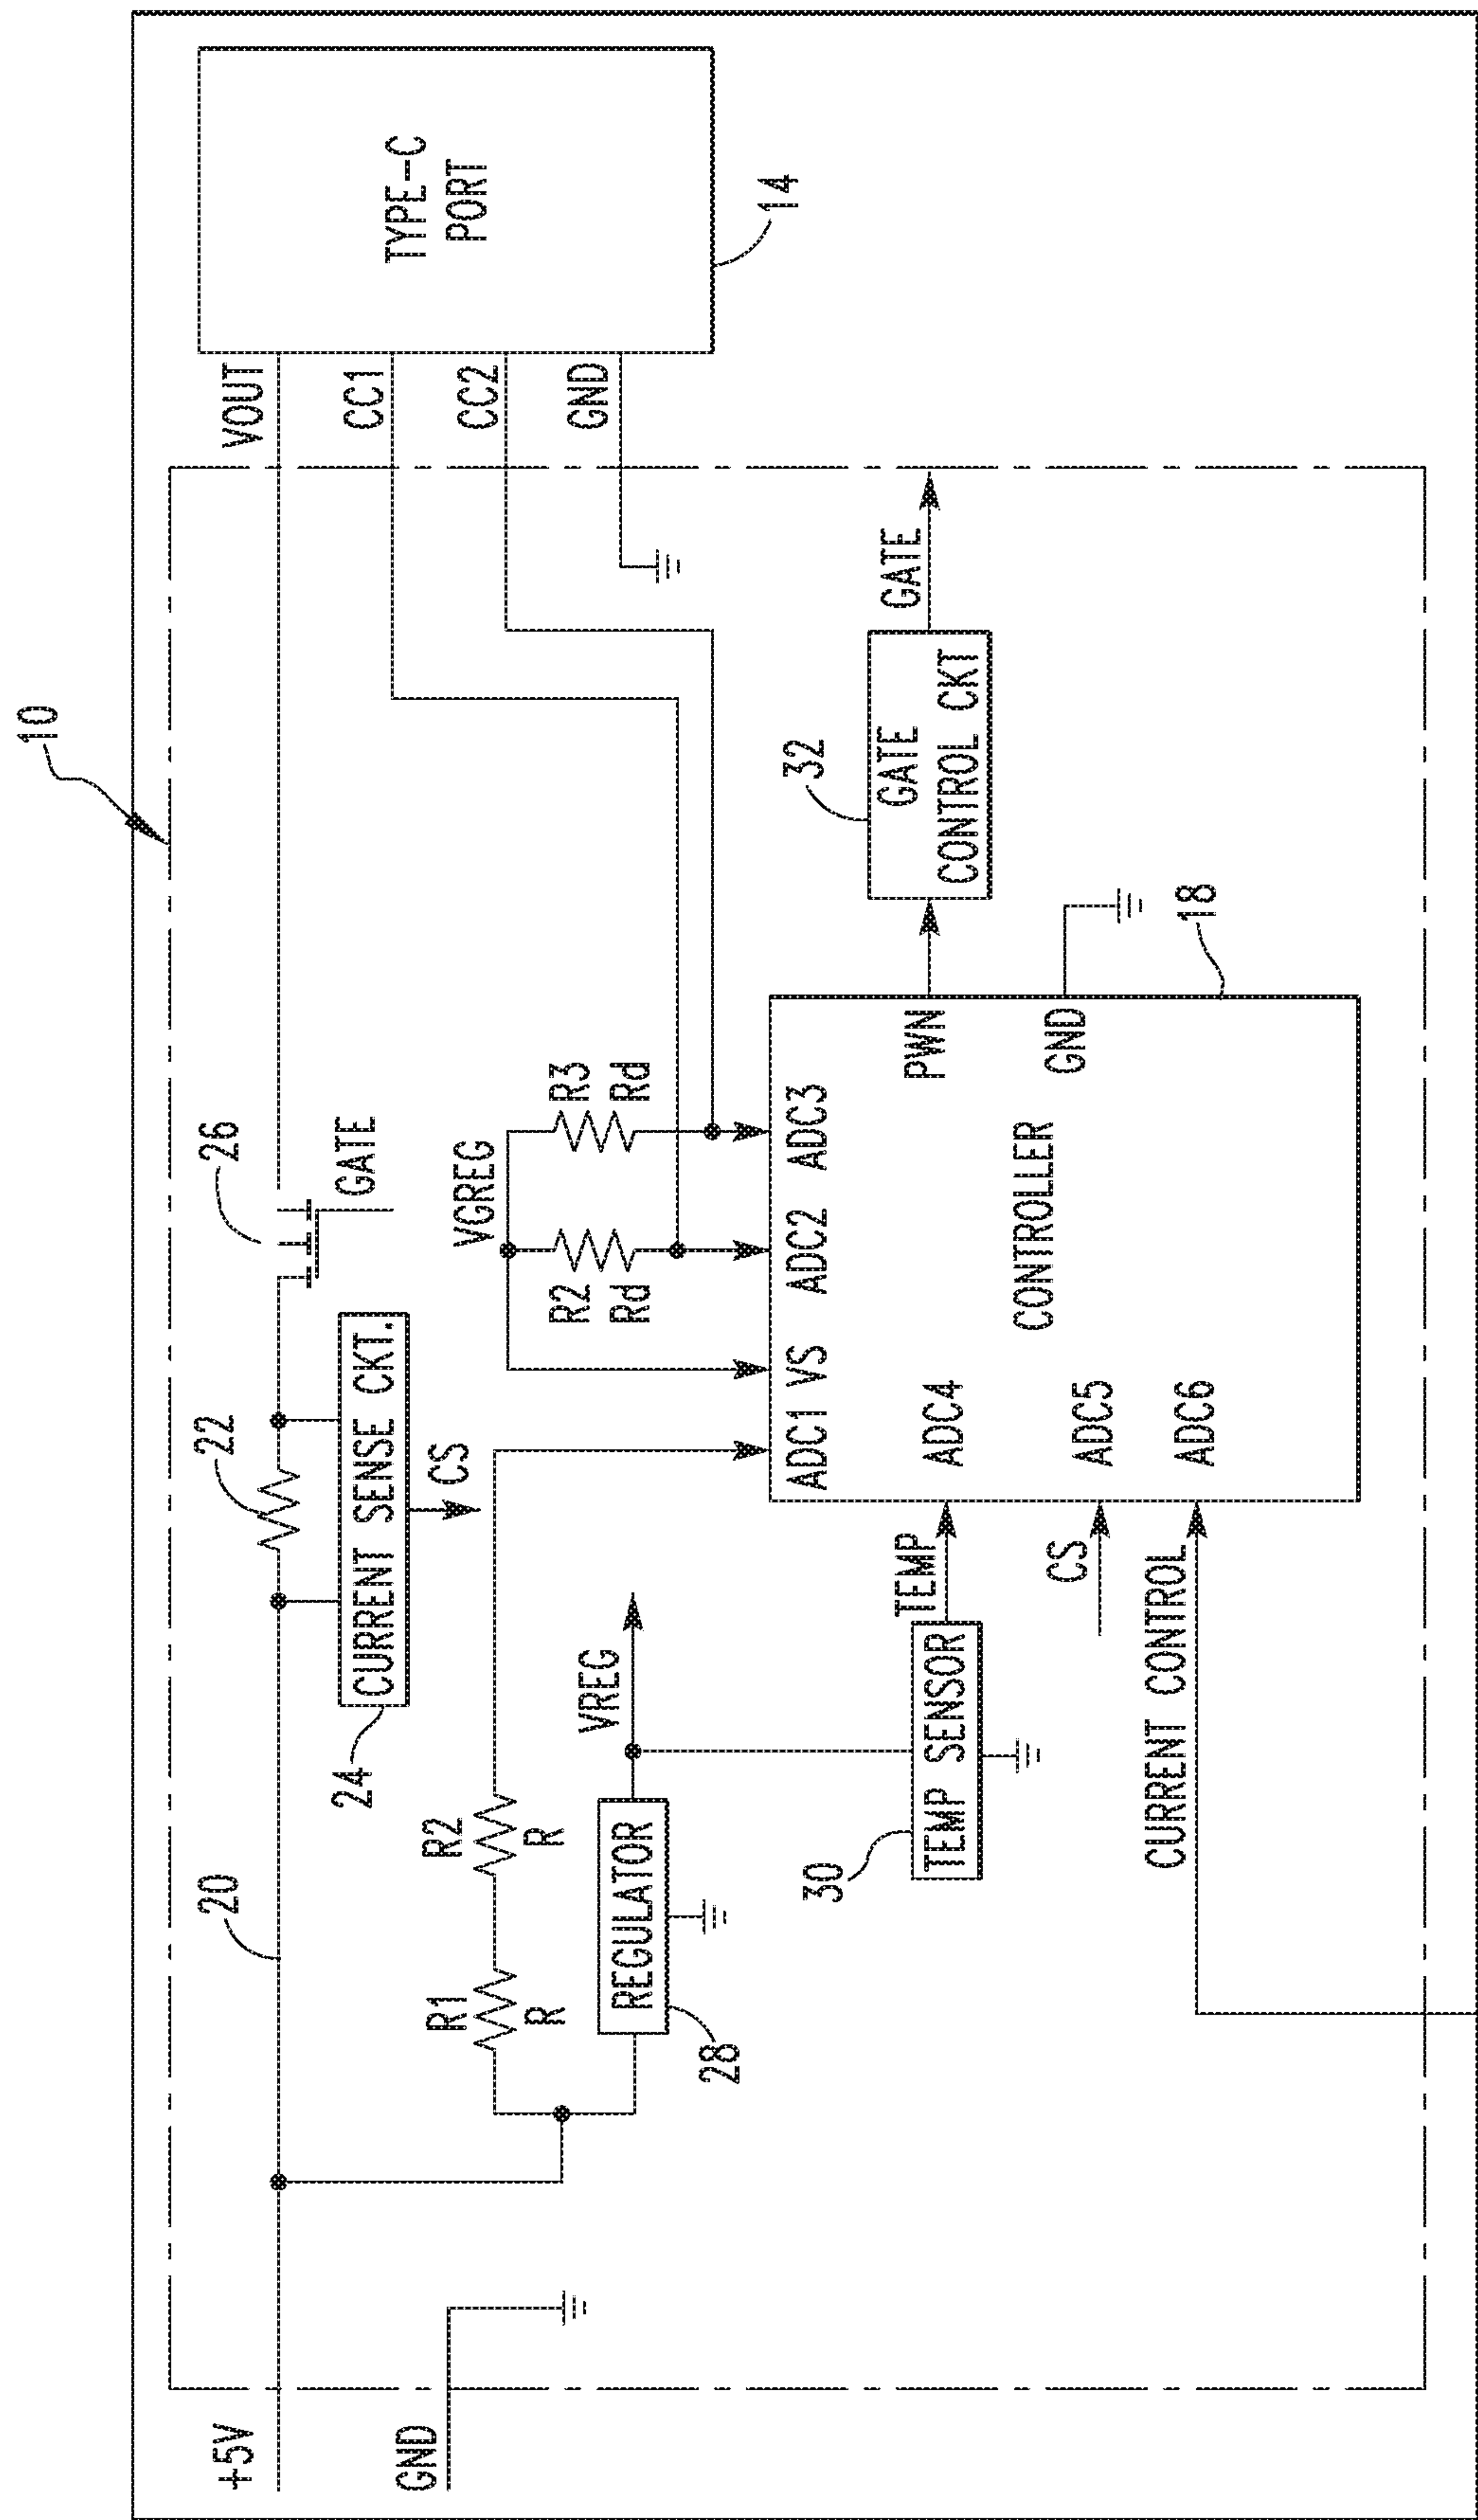 10
+5V
GND
20
22
26
24
CURRENT SENSE CKT.
CS
GATE
VOUT
CC1
CC2
GND
TYPE-C
PORT
14
R1
R
R2
R
REGULATOR
28
VREG
VGREG
R2
Rd
R3
Rd
30
TEMP SENSOR
TEMP
CS
CURRENT CONTROL
ADC1
VS
ADC2
ADC3
ADC4
ADC5
ADC6
CONTROLLER
PWN
GND
18
32
GATE
CONTROL CKT
GATE